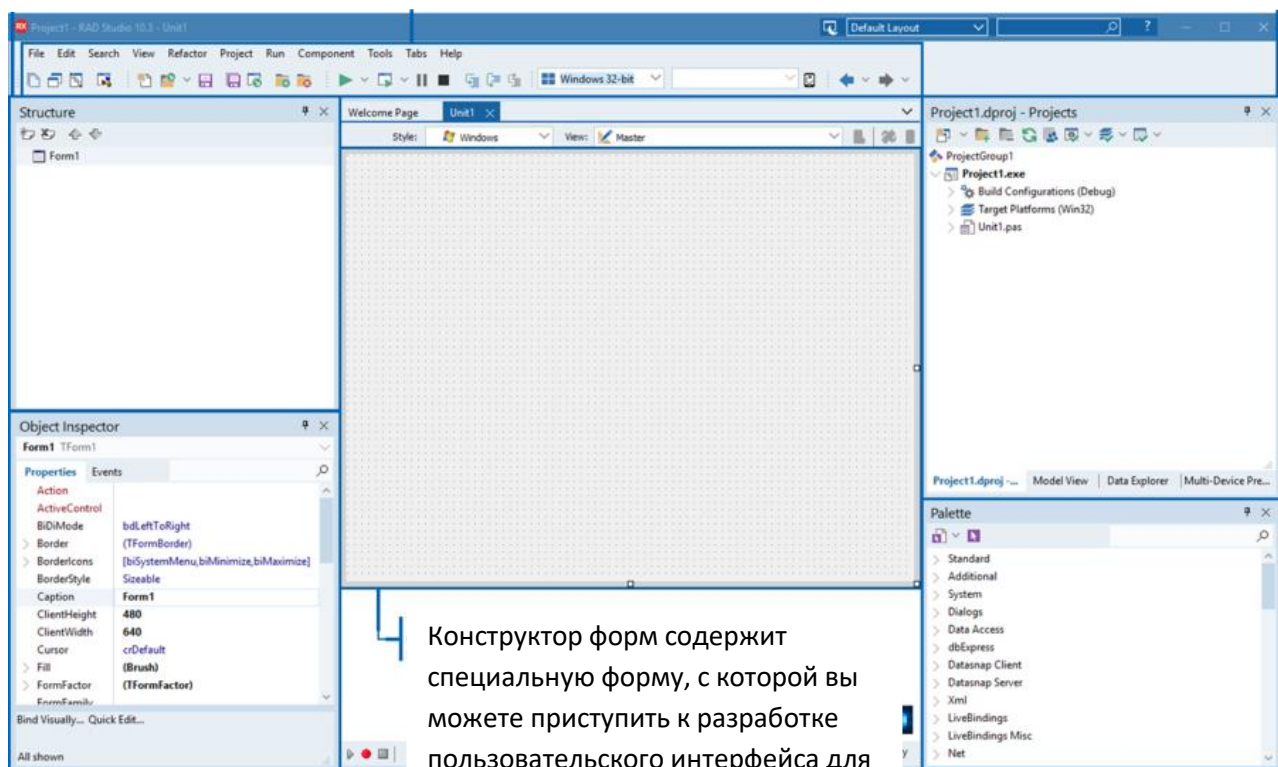 Project1 - RAD Studio 10.3 - Unit1
Default Layout
?
File Edit Search View Refactor Project Run Component Tools Tabs Help
Windows 32-bit
Structure
Form1
Welcome Page Unit1
Style: Windows View: Master
Project1.dproj - Projects
ProjectGroup1
Project1.exe
Build Configurations (Debug)
Target Platforms (Win32)
Unit1.pas
Project1.dproj -... Model View Data Explorer Multi-Device Pre...
Object Inspector
Form1 TForm1
Properties Events
Action
ActiveControl
BiDiMode bdLeftToRight
Border (TFormBorder)
BorderIcons [biSystemMenu,biMinimize,biMaximize]
BorderStyle Sizeable
Caption Form1
ClientHeight 480
ClientWidth 640
Cursor crDefault
Fill (Brush)
FormFactor (TFormFactor)
FormFamily
Bind Visually... Quick Edit...
All shown
Конструктор форм содержит
специальную форму, с которой вы
можете приступить к разработке
пользовательского интерфейса для
y
Palette
Standard
Additional
System
Dialogs
Data Access
dbExpress
Datasnap Client
Datasnap Server
Xml
LiveBindings
LiveBindings Misc
Net